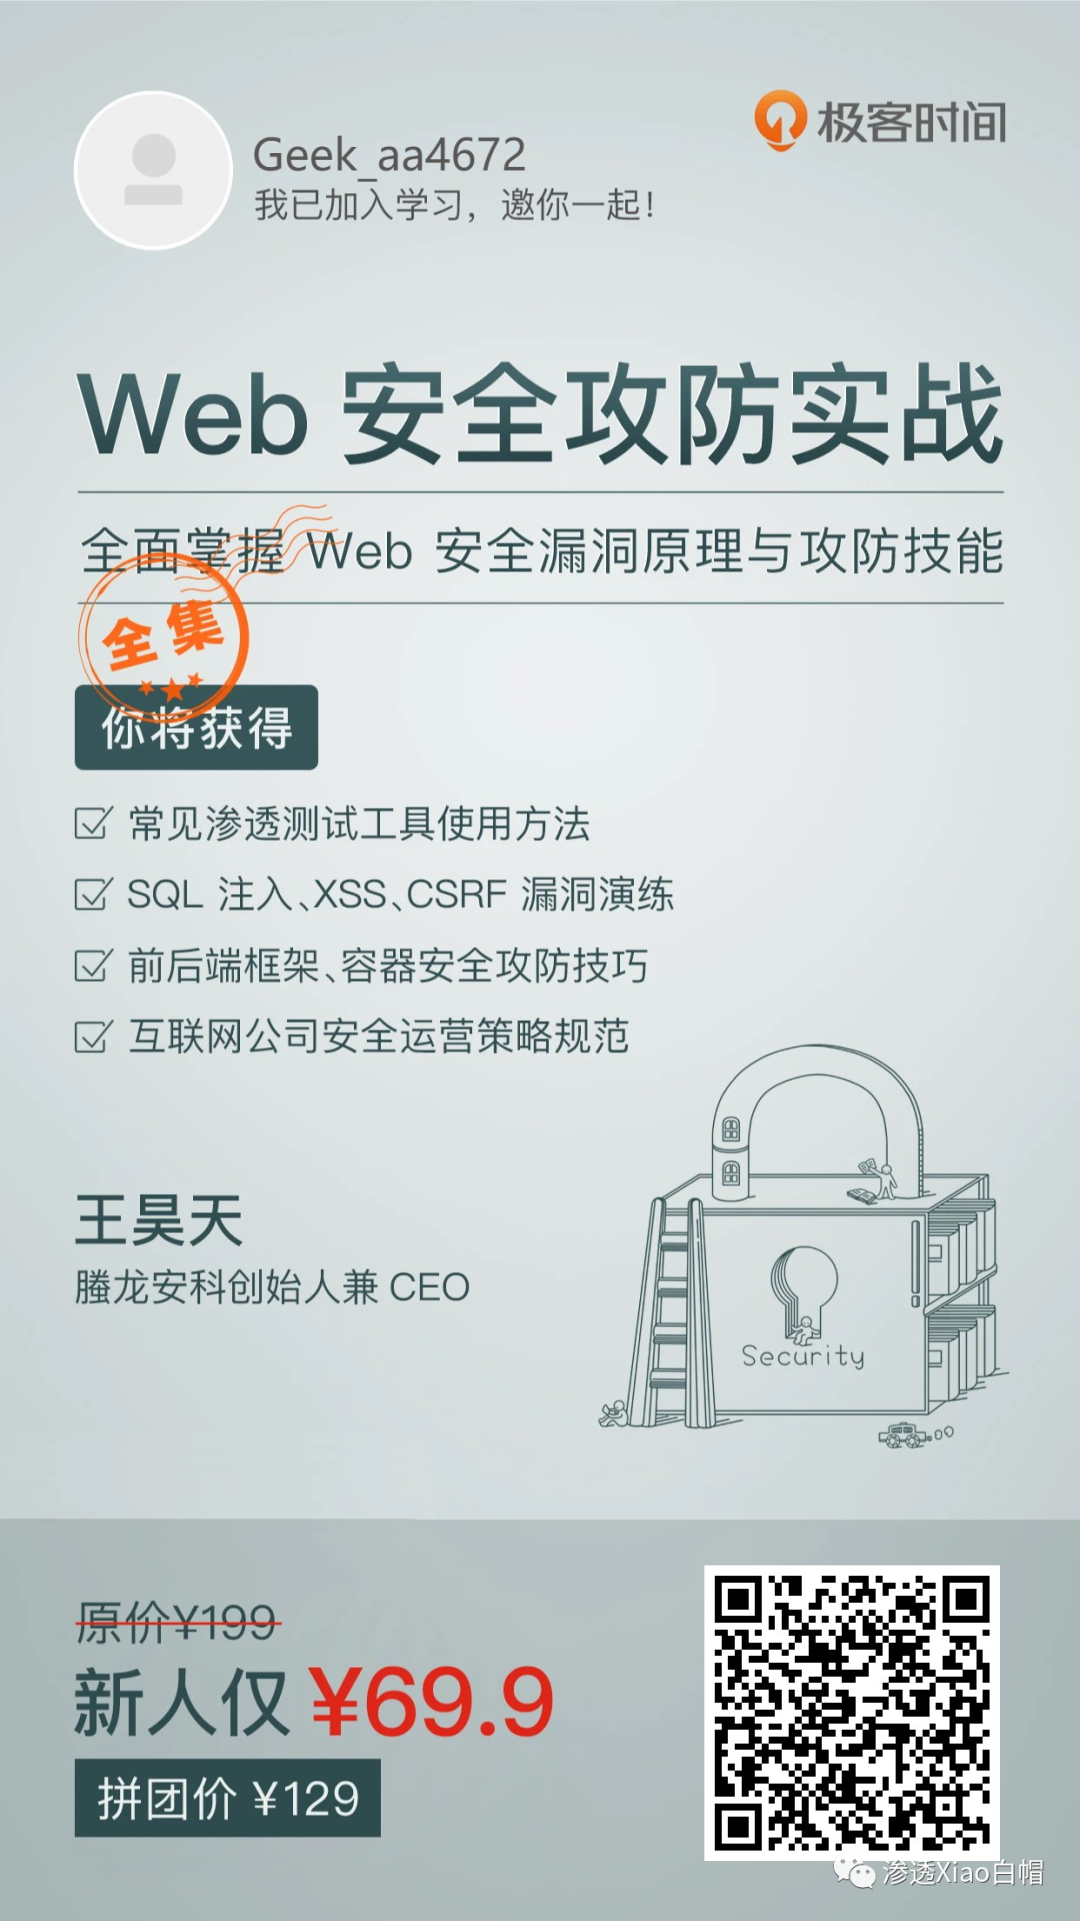 极客时间
Geek_aa4672
我已加入学习，邀你一起！
Web 安全攻防实战
全面掌握 Web 安全漏洞原理与攻防技能
全集
你将获得
常见渗透测试工具使用方法
SQL 注入、XSS、CSRF 漏洞演练
前后端框架、容器安全攻防技巧
互联网公司安全运营策略规范
王昊天
螣龙安科创始人兼 CEO
Security
原价¥199
新人仅 ¥69.9
拼团价 ¥129
渗透Xiao白帽